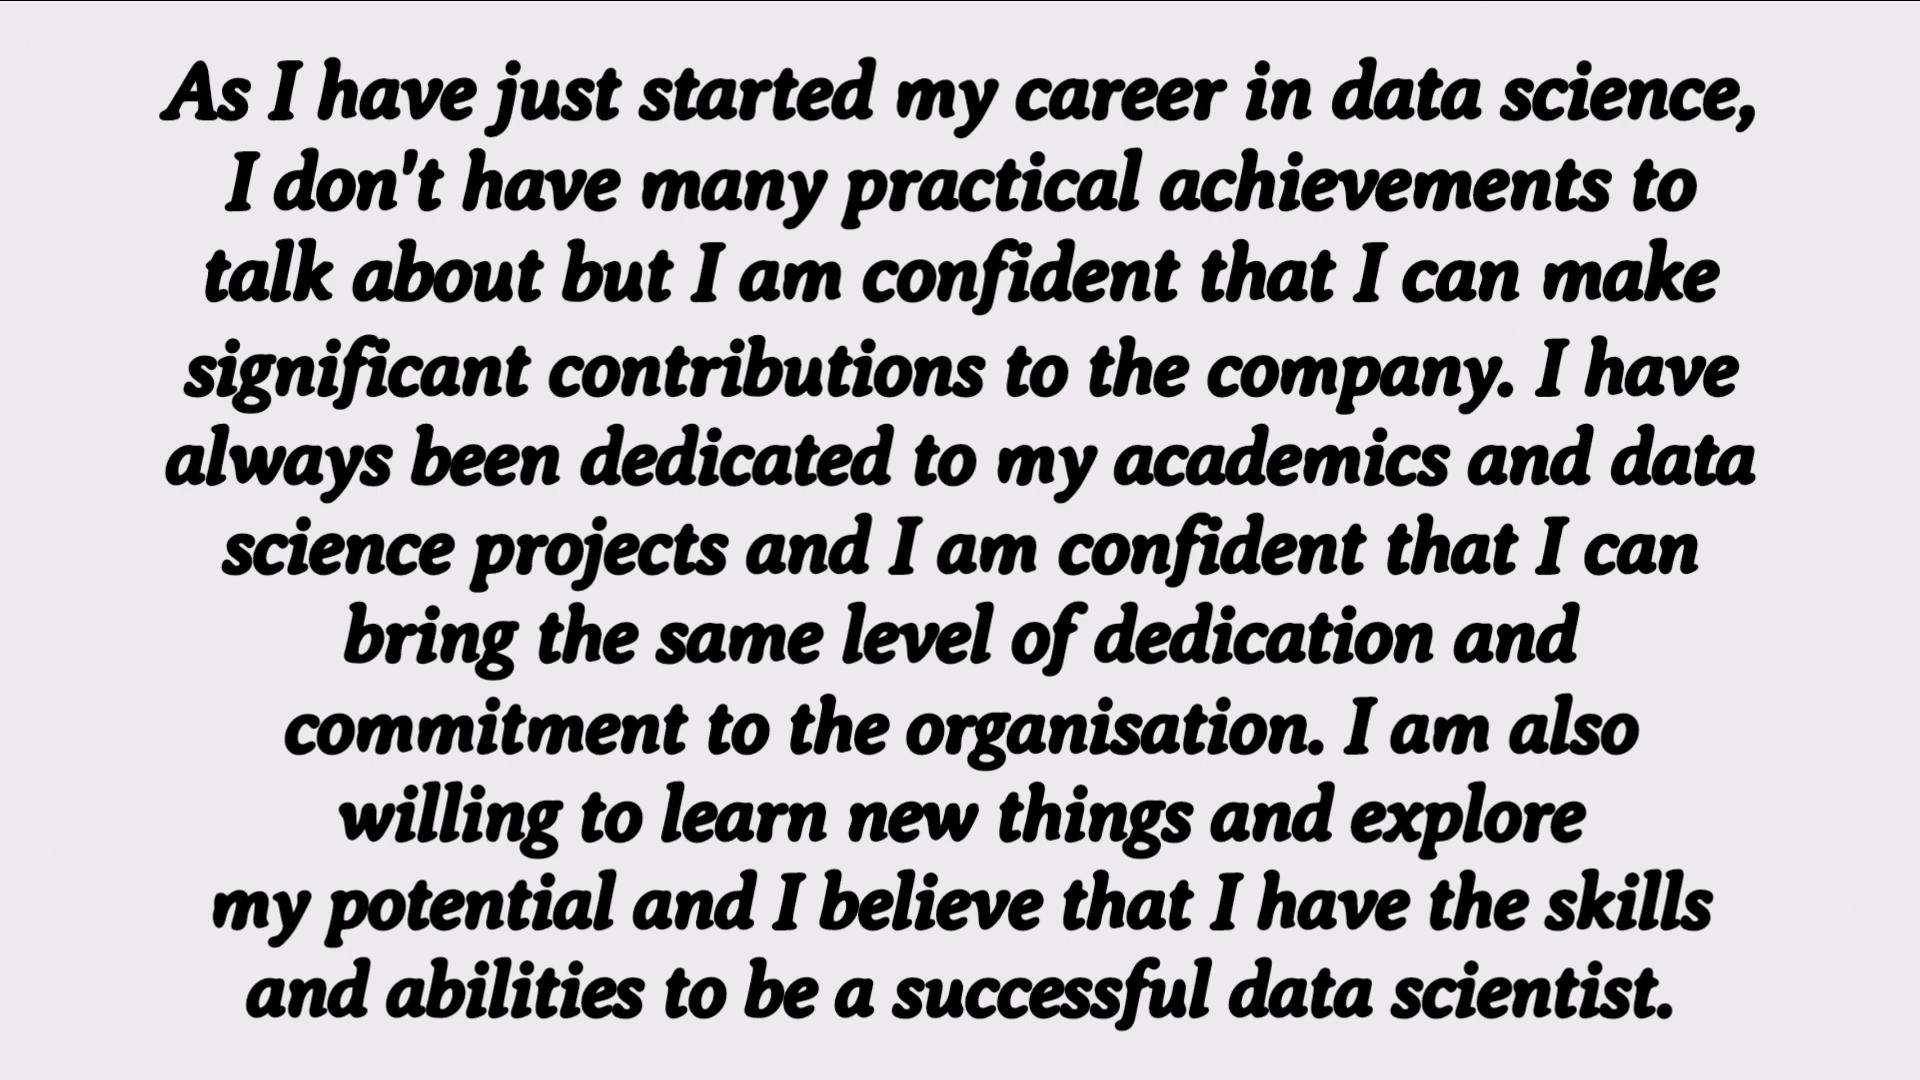 As I have just started my career in data science,
I don't have many practical achievements to
talk about but I am confident that I can make
significant contributions to the company. I have
always been dedicated to my academics and data
science projects and I am confident that I can
bring the same level of dedication and
commitment to the organisation. I am also
willing to learn new things and explore
my potential and I believe that I have the skills
and abilities to be a successful data scientist.